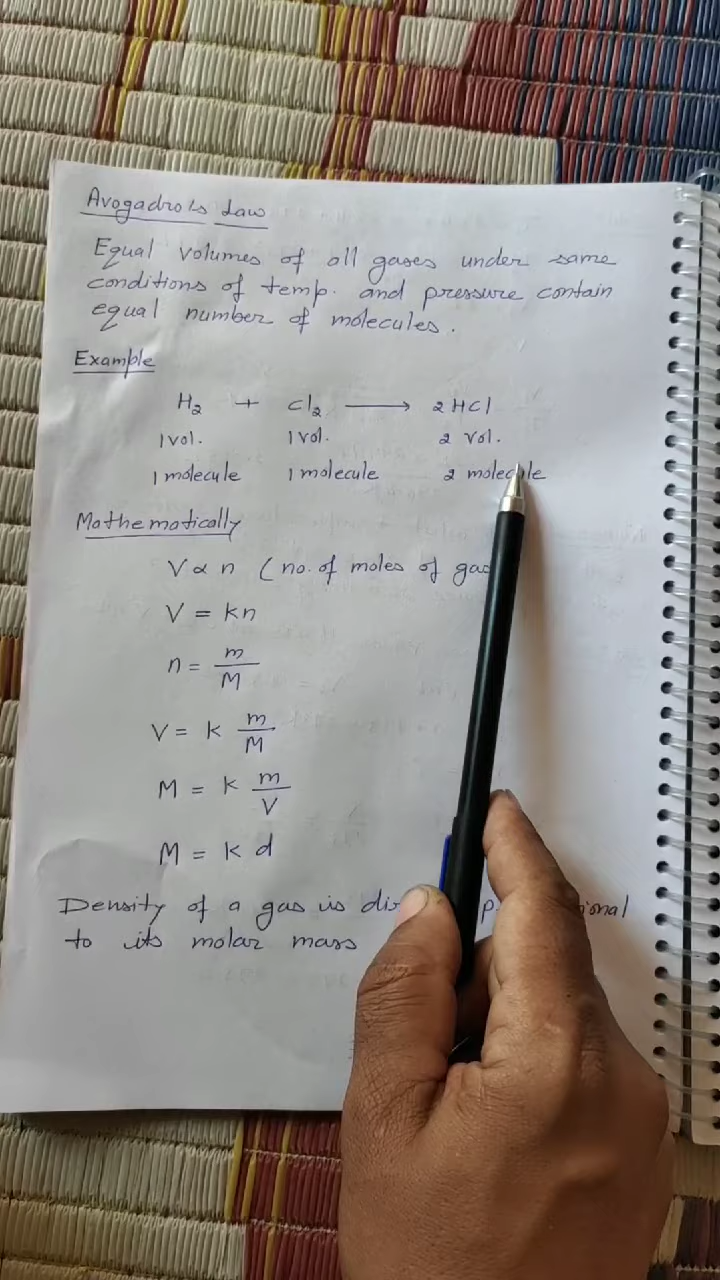 Avogadro's Law
Equal volumes of all gases under same
conditions of temp. and pressure contain
equal number of molecules.
Example
H₂ + Cl₂ ⟶ 2 HCl
1 vol. 1 vol. 2 vol.
1 molecule 1 molecule 2 molecule
Mathematically
V ∝ n (no. of moles of gas
V = kn
n = m/M
V = k m/M
M = k m/V
M = k d
Density of a gas is
to its molar mass